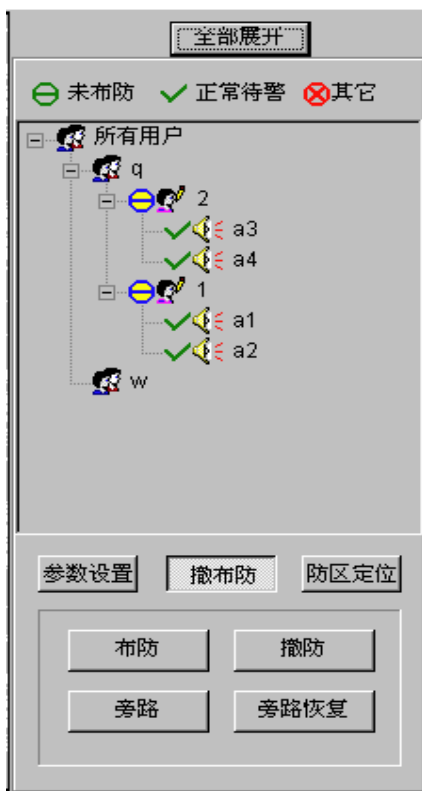 全部展开
未布防 正常待警 其它
所有用户
q
2
a3
a4
1
a1
a2
w
参数设置 撤布防 防区定位
布防 撤防
旁路 旁路恢复